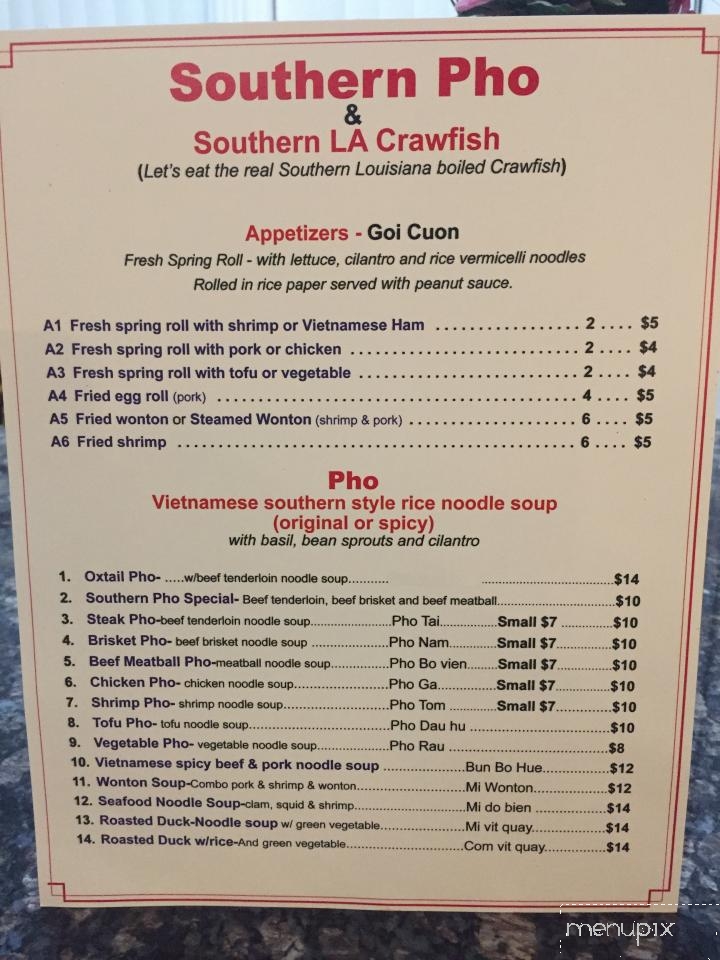 Southern Pho
&
Southern LA Crawfish
(Let's eat the real Southern Louisiana boiled Crawfish)
Appetizers - Goi Cuon
Fresh Spring Roll - with lettuce, cilantro and rice vermicelli noodles
Rolled in rice paper served with peanut sauce.
A1 Fresh spring roll with shrimp or Vietnamese Ham ................. 2 .... $5
A2 Fresh spring roll with pork or chicken ........................... 2 .... $4
A3 Fresh spring roll with tofu or vegetable .......................... 2 .... $4
A4 Fried egg roll (pork) ........................................... 4 .... $5
A5 Fried wonton or Steamed Wonton (shrimp & pork) .................... 6 .... $5
A6 Fried shrimp ................................................ 6 .... $5
Pho
Vietnamese southern style rice noodle soup
(original or spicy)
with basil, bean sprouts and cilantro
1. Oxtail Pho- .....w/beef tenderloin noodle soup........... ...................................$14
2. Southern Pho Special- Beef tenderloin, beef brisket and beef meatball...............................$10
3. Steak Pho-beef tenderloin noodle soup.....................Pho Tai..............Small $7 ..............$10
4. Brisket Pho- beef brisket noodle soup .....................Pho Nam.............Small $7..............$10
5. Beef Meatball Pho-meatball noodle soup...............Pho Bo vien........Small $7..............$10
6. Chicken Pho- chicken noodle soup.........................Pho Ga...............Small $7..............$10
7. Shrimp Pho- shrimp noodle soup...........................Pho Tom .............Small $7..............$10
8. Tofu Pho- tofu noodle soup....................................Pho Dau hu .....................................$10
9. Vegetable Pho- vegetable noodle soup..................Pho Rau ..........................................$8
10. Vietnamese spicy beef & pork noodle soup .....................Bun Bo Hue.................$12
11. Wonton Soup-Combo pork & shrimp & wonton............................Mi Wonton...................$12
12. Seafood Noodle Soup-clam, squid & shrimp............................Mi do bien ...................$14
13. Roasted Duck-Noodle soup w/ green vegetable......................Mi vit quay...................$14
14. Roasted Duck w/rice-And green vegetable..............................Com vit quay................$14
menupix